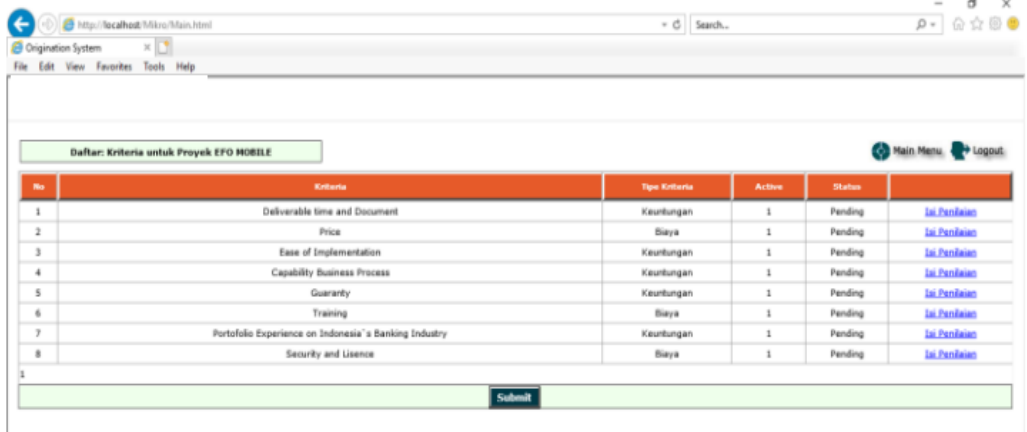 http://localhost/Mikro/Main.html Search...
Origination System
File Edit View Favorites Tools Help
Daftar: Kriteria untuk Proyek EFO MOBILE Main Menu Logout
No Kriteria Tipe Kriteria Active Status
1 Deliverable time and Document Keuntungan 1 Pending Isi Penilaian
2 Price Biaya 1 Pending Isi Penilaian
3 Ease of Implementation Keuntungan 1 Pending Isi Penilaian
4 Capability Business Process Keuntungan 1 Pending Isi Penilaian
5 Guaranty Keuntungan 1 Pending Isi Penilaian
6 Training Biaya 1 Pending Isi Penilaian
7 Portofolio Experience on Indonesia`s Banking Industry Keuntungan 1 Pending Isi Penilaian
8 Security and Lisence Biaya 1 Pending Isi Penilaian
1
Submit